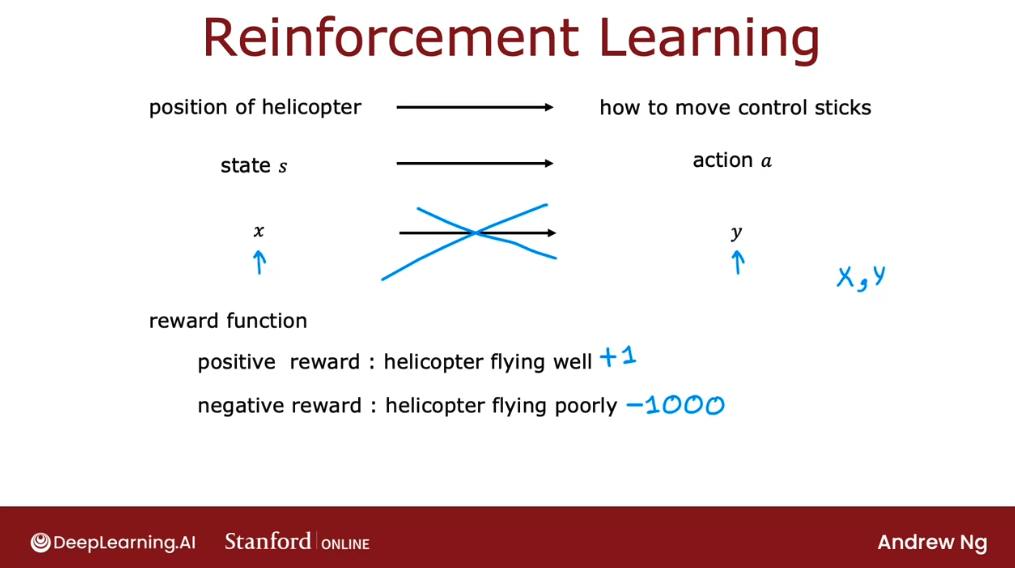 Reinforcement Learning
position of helicopter how to move control sticks
state s action a
x y
X, Y
reward function
positive reward : helicopter flying well +1
negative reward : helicopter flying poorly -1000
DeepLearning.AI Stanford ONLINE Andrew Ng